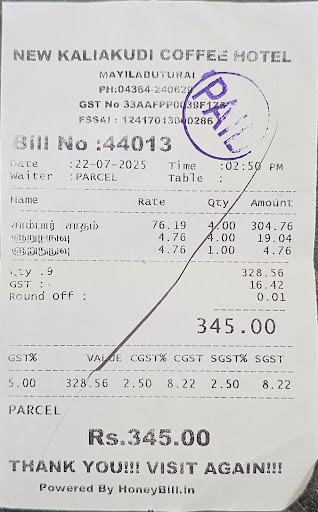 NEW KALIAKUDI COFFEE HOTEL
MAYILADUTURAI
PH:04364-240620
GST No 33AAFPP0039F1Z8
FSSAI : 12417013000286
PAID
Bill No :44013
Date :22-07-2025 Time :02:50 PM
Waiter :PARCEL Table :
Name Rate Qty Amount
சாம்பார் சாதம் 76.19 4.00 304.76
4.76 4.00 19.04
4.76 1.00 4.76
Qty :9 328.56
GST : 16.42
Round Off : 0.01
345.00
GST% VALUE CGST% CGST SGST% SGST
5.00 328.56 2.50 8.22 2.50 8.22
PARCEL
Rs.345.00
THANK YOU!!! VISIT AGAIN!!!
Powered By HoneyBill.in